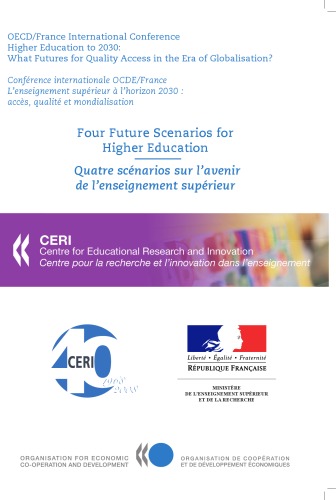 OECD/France International Conference
Higher Education to 2030:
What Futures for Quality Access in the Era of Globalisation?
Conférence internationale OCDE/France
L'enseignement supérieur à l'horizon 2030 :
accès, qualité et mondialisation
Four Future Scenarios for
Higher Education
Quatre scénarios sur l'avenir
de l'enseignement supérieur
CERI
Centre for Educational Research and Innovation
Centre pour la recherche et l'innovation dans l'enseignement
40
CERI
1968
2008
Liberté • Égalité • Fraternité
RÉPUBLIQUE FRANÇAISE
MINISTÈRE
DE L'ENSEIGNEMENT SUPÉRIEUR
ET DE LA RECHERCHE
ORGANISATION FOR ECONOMIC
CO-OPERATION AND DEVELOPMENT
ORGANISATION DE COOPÉRATION
ET DE DÉVELOPPEMENT ÉCONOMIQUES